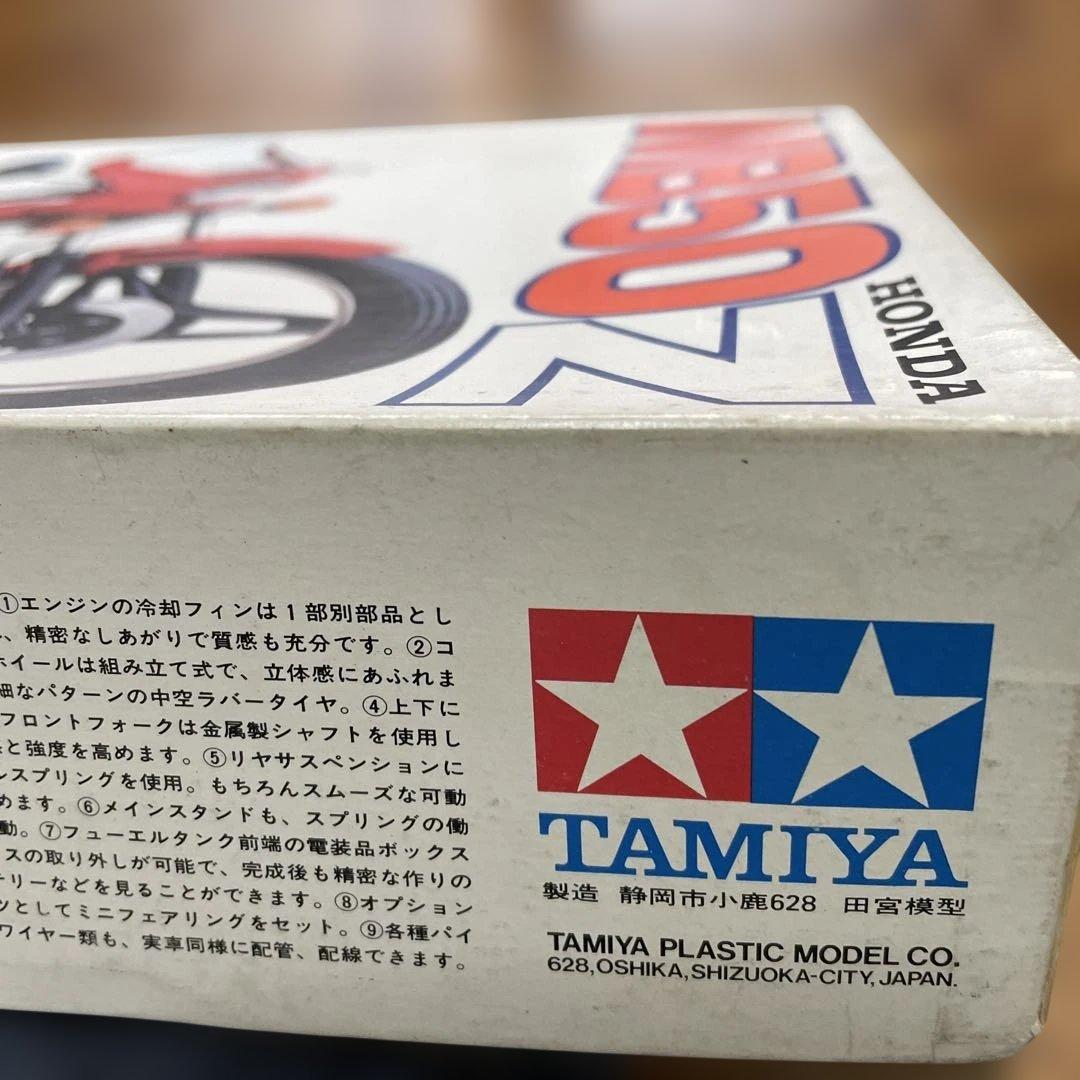 HONDA
①エンジンの冷却フィンは1部別部品とし
、精密なしあがりで質感も充分です。②コ
ホイールは組み立て式で、立体感にあふれま
細なパターンの中空ラバータイヤ。④上下に
フロントフォークは金属製シャフトを使用し
と強度を高めます。⑤リヤサスペンションに
ルスプリングを使用。もちろんスムーズな可動
めます。⑥メインスタンドも、スプリングの働
動。⑦フューエルタンク前端の電装品ボックス
スの取り外しが可能で、完成後も精密な作りの
テリーなどを見ることができます。⑧オプション
ツとしてミニフェアリングをセット。⑨各種パイ
ワイヤー類も、実車同様に配管、配線できます。
TAMIYA
製造 静岡市小鹿628 田宮模型
TAMIYA PLASTIC MODEL CO.
628,OSHIKA,SHIZUOKA-CITY,JAPAN.